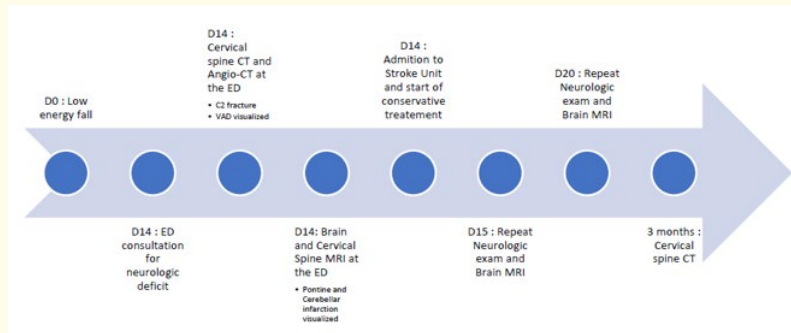 D0 : Low
energy fall
D14 : ED
consultation
for
neurologic
deficit
D14 :
Cervical
spine CT and
Angio-CT at
the ED
• C2 fracture
• VAD visualized
D14: Brain
and Cervical
Spine MRI at
the ED
• Pontine and
Cerebellar
infarction
visualized
D14 :
Admition to
Stroke Unit
and start of
conservative
treatement
D15 : Repeat
Neurologic
exam and
Brain MRI
D20 : Repeat
Neurologic
exam and
Brain MRI
3 months :
Cervical
spine CT